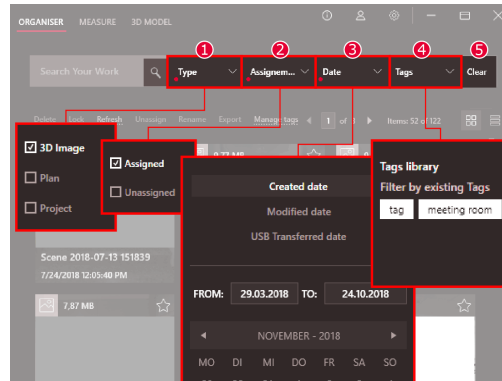 ORGANISER MEASURE 3D MODEL
1 2 3 4 5
Search Your Work Type Assignem... Date Tags Clear
Delete Lock Refresh Unassign Rename Export Manage tags 1 of 1 Items: 52 of 122
3D Image
Plan
Project
Assigned
Unassigned
9,77 MB
Created date
Modified date
USB Transferred date
FROM: 29.03.2018 TO: 24.10.2018
NOVEMBER - 2018
MO DI MI DO FR SA SO
Tags library
Filter by existing Tags
tag meeting room
Scene 2018-07-13 151839
7/24/2018 12:05:40 PM
7,87 MB